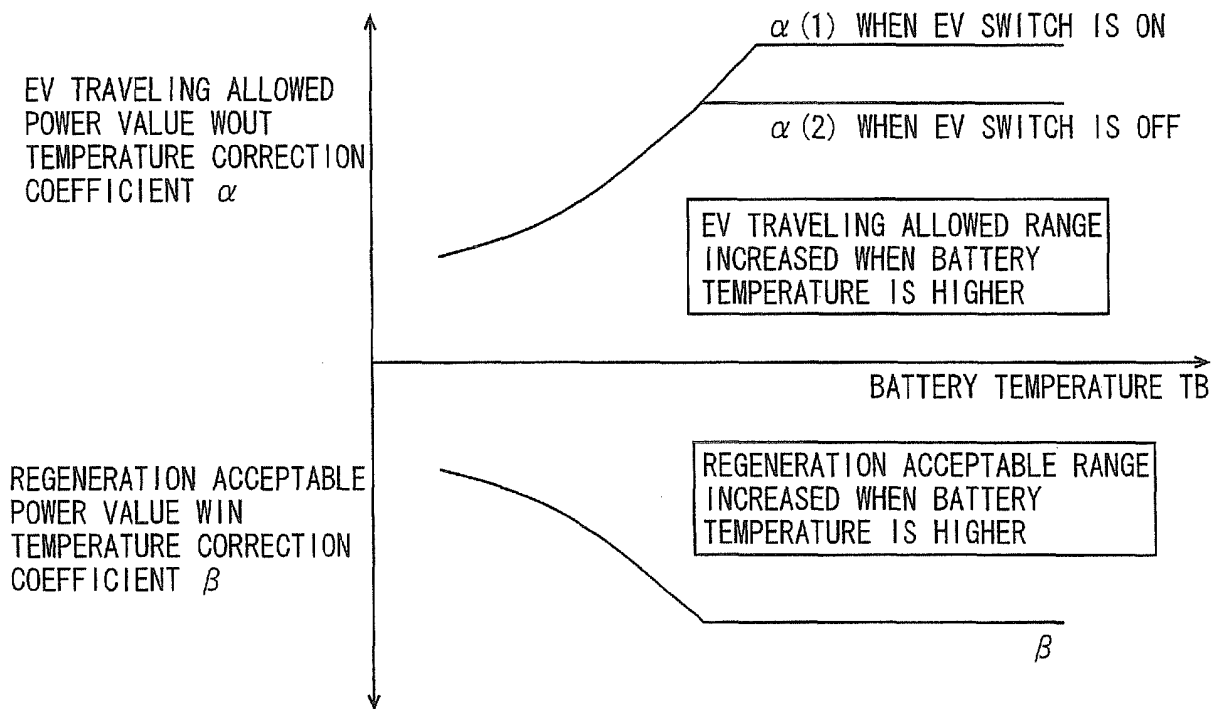 α(1) WHEN EV SWITCH IS ON
EV TRAVELING ALLOWED
POWER VALUE WOUT
TEMPERATURE CORRECTION
COEFFICIENT α
α(2) WHEN EV SWITCH IS OFF
EV TRAVELING ALLOWED RANGE
INCREASED WHEN BATTERY
TEMPERATURE IS HIGHER
BATTERY TEMPERATURE TB
REGENERATION ACCEPTABLE
POWER VALUE WIN
TEMPERATURE CORRECTION
COEFFICIENT β
REGENERATION ACCEPTABLE RANGE
INCREASED WHEN BATTERY
TEMPERATURE IS HIGHER
β